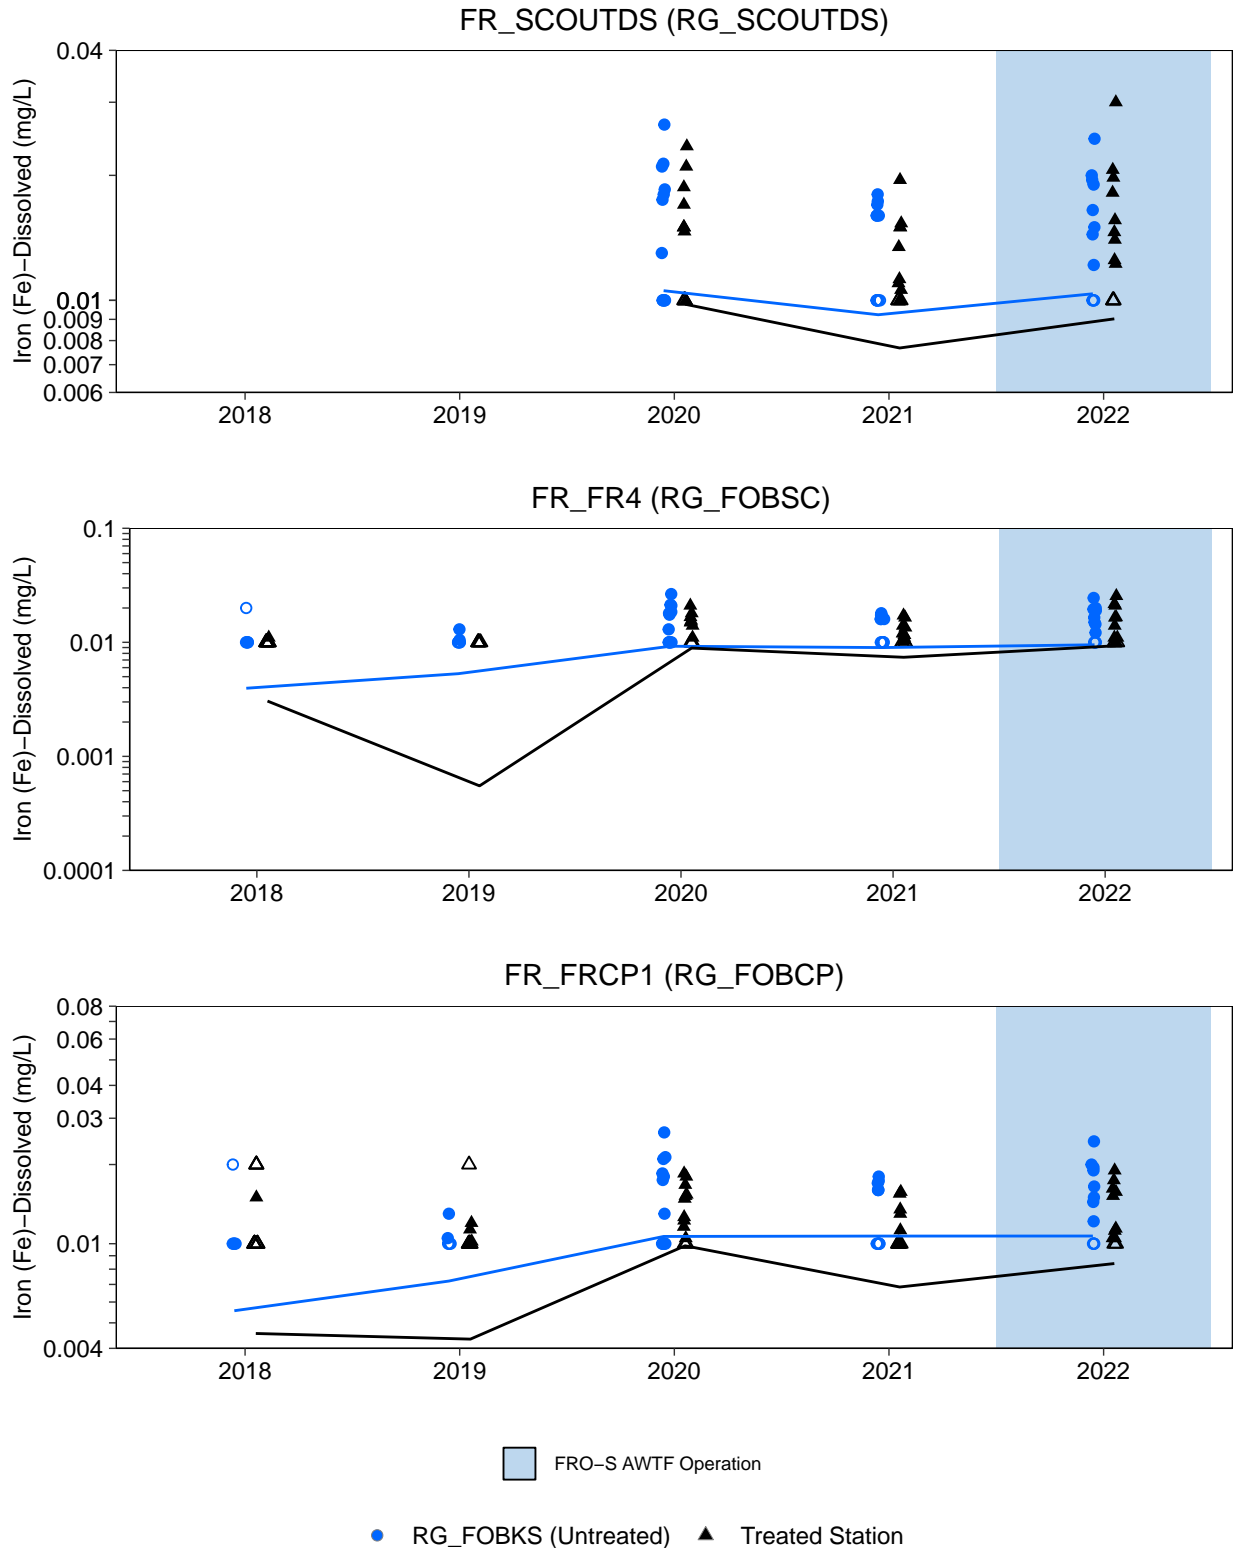 FR_SCOUTDS (RG_SCOUTDS)
Iron (Fe)−Dissolved (mg/L)
0.04
0.01
0.01
0.009
0.008
0.007
0.006
2018 2019 2020 2021 2022
FR_FR4 (RG_FOBSC)
Iron (Fe)−Dissolved (mg/L)
0.1
0.01
0.001
0.0001
2018 2019 2020 2021 2022
FR_FRCP1 (RG_FOBCP)
Iron (Fe)−Dissolved (mg/L)
0.08
0.06
0.04
0.03
0.01
0.004
2018 2019 2020 2021 2022
FRO−S AWTF Operation
RG_FOBKS (Untreated) Treated Station